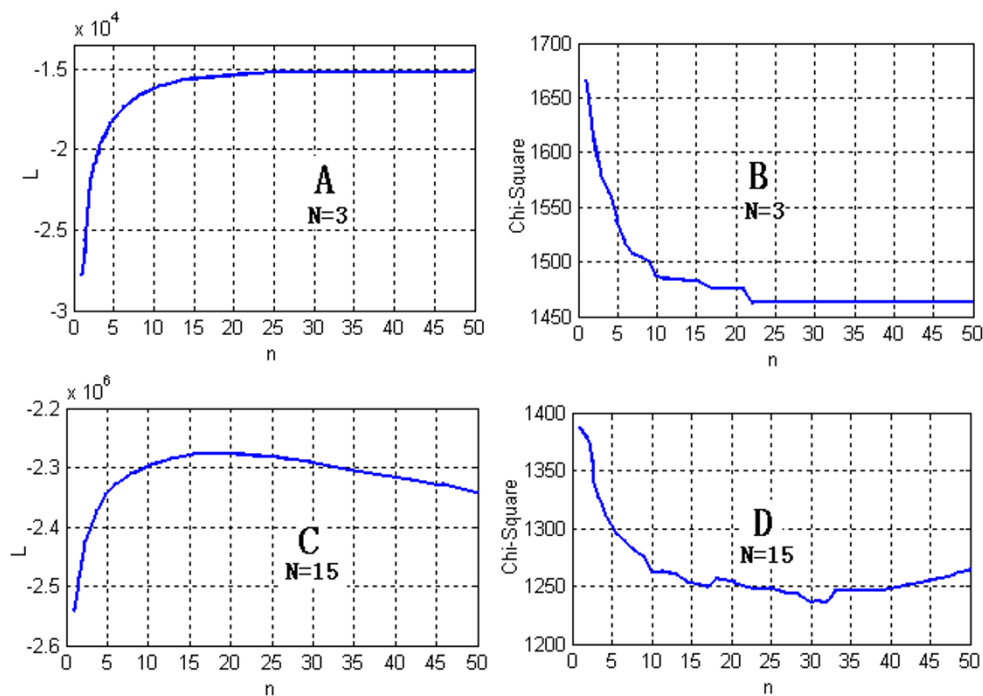 x 10^4
-1.5
-2
-2.5
-3
L
A
N=3
0 5 10 15 20 25 30 35 40 45 50
n
1700
1650
1600
1550
1500
1450
Chi-Square
B
N=3
0 5 10 15 20 25 30 35 40 45 50
n
x 10^6
-2.2
-2.3
-2.4
-2.5
-2.6
L
C
N=15
0 5 10 15 20 25 30 35 40 45 50
n
1400
1350
1300
1250
1200
Chi-Square
D
N=15
0 5 10 15 20 25 30 35 40 45 50
n